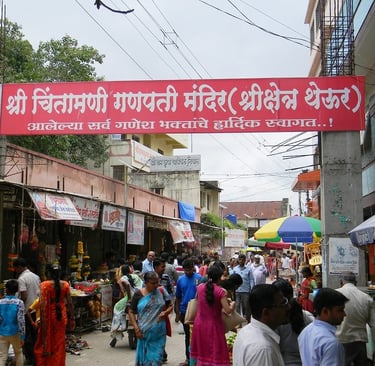 श्री चिंतामणी गणपती मंदिर (श्रीक्षेत्र थेऊर)
आलेल्या सर्व गणेश भक्तांचे हार्दिक स्वागत..!